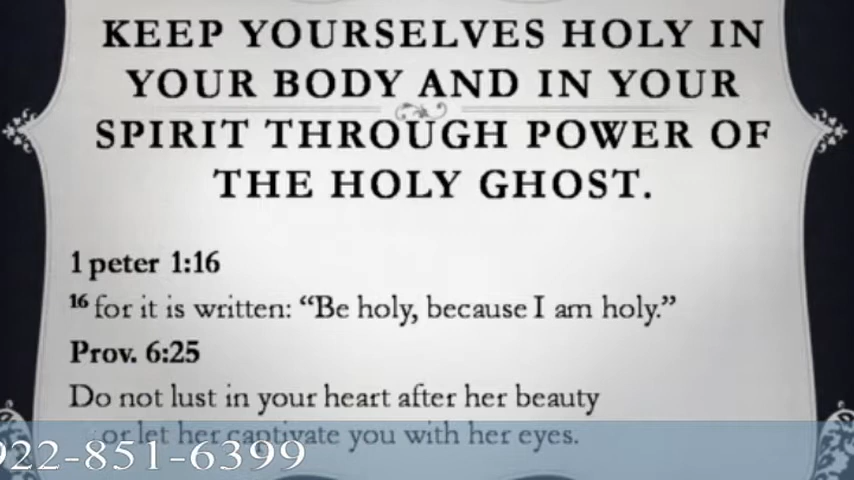 KEEP YOURSELVES HOLY IN
YOUR BODY AND IN YOUR
SPIRIT THROUGH POWER OF
THE HOLY GHOST.
1 peter 1:16
16 for it is written: “Be holy, because I am holy.”
Prov. 6:25
Do not lust in your heart after her beauty
or let her captivate you with her eyes.
922-851-6399